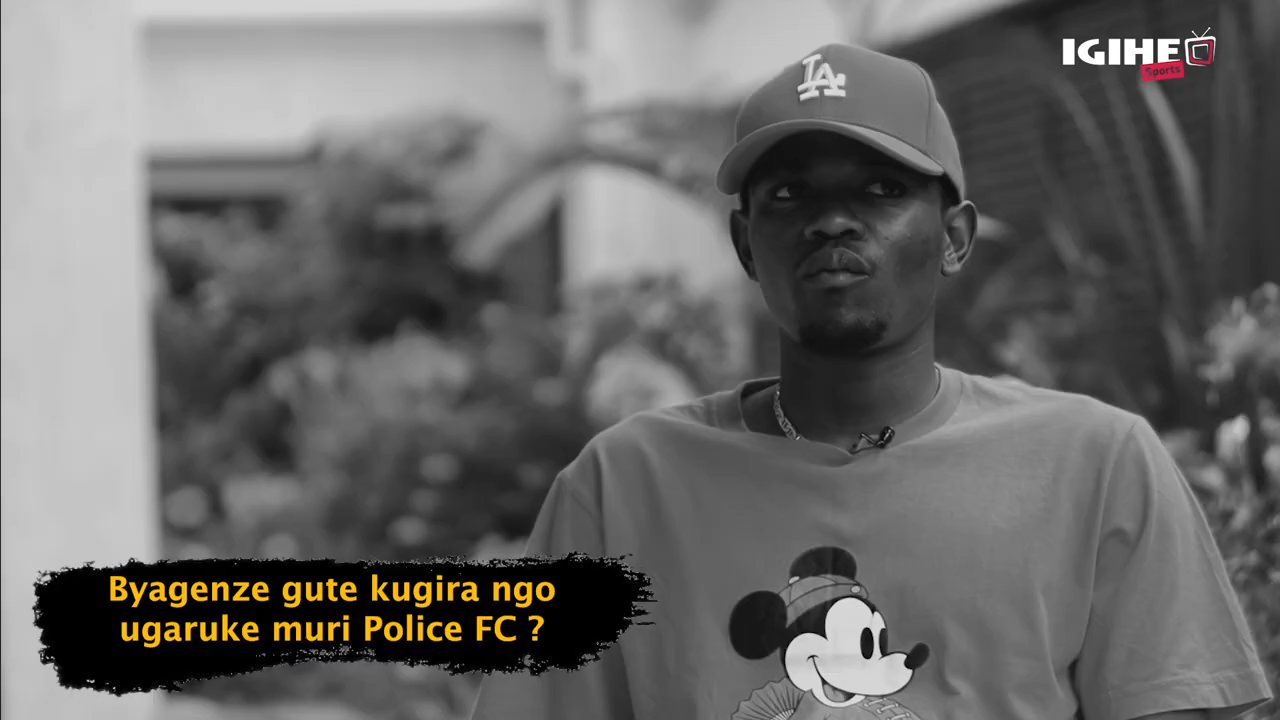 IGIHE
Sports
LA
Byagenze gute kugira ngo
ugaruke muri Police FC ?